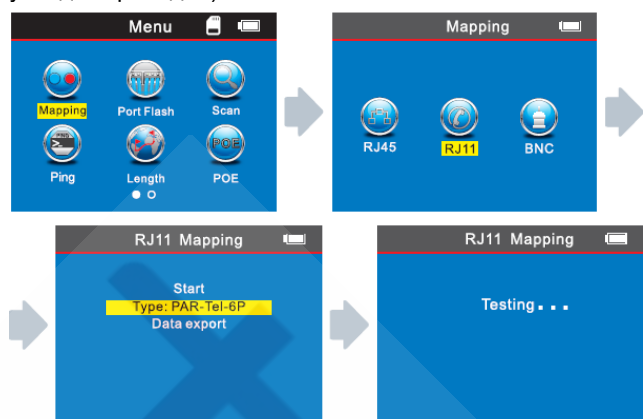 Menu
Mapping
Port Flash
Scan
PING
Ping
Length
POE
POE
Mapping
RJ45
RJ11
BNC
RJ11 Mapping
Start
Type: PAR-Tel-6P
Data export
RJ11 Mapping
Testing...